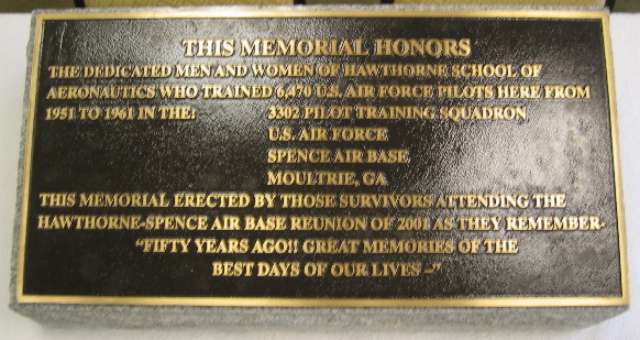 THIS MEMORIAL HONORS
THE DEDICATED MEN AND WOMEN OF HAWTHORNE SCHOOL OF
AERONAUTICS WHO TRAINED 6,470 U.S. AIR FORCE PILOTS HERE FROM
1951 TO 1961 IN THE: 3302 PILOT TRAINING SQUADRON
U.S. AIR FORCE
SPENCE AIR BASE
MOULTRIE, GA
THIS MEMORIAL ERECTED BY THOSE SURVIVORS ATTENDING THE
HAWTHORNE-SPENCE AIR BASE REUNION OF 2001 AS THEY REMEMBER-
"FIFTY YEARS AGO!! GREAT MEMORIES OF THE
BEST DAYS OF OUR LIVES –"